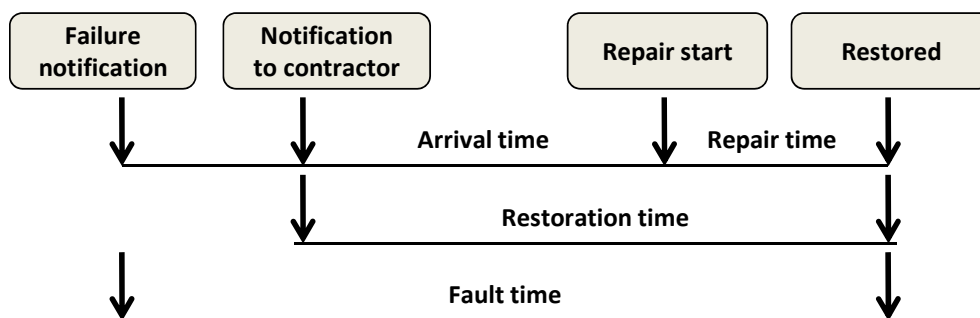 Failure
notification
Notification
to contractor
Repair start
Restored
Arrival time
Repair time
Restoration time
Fault time